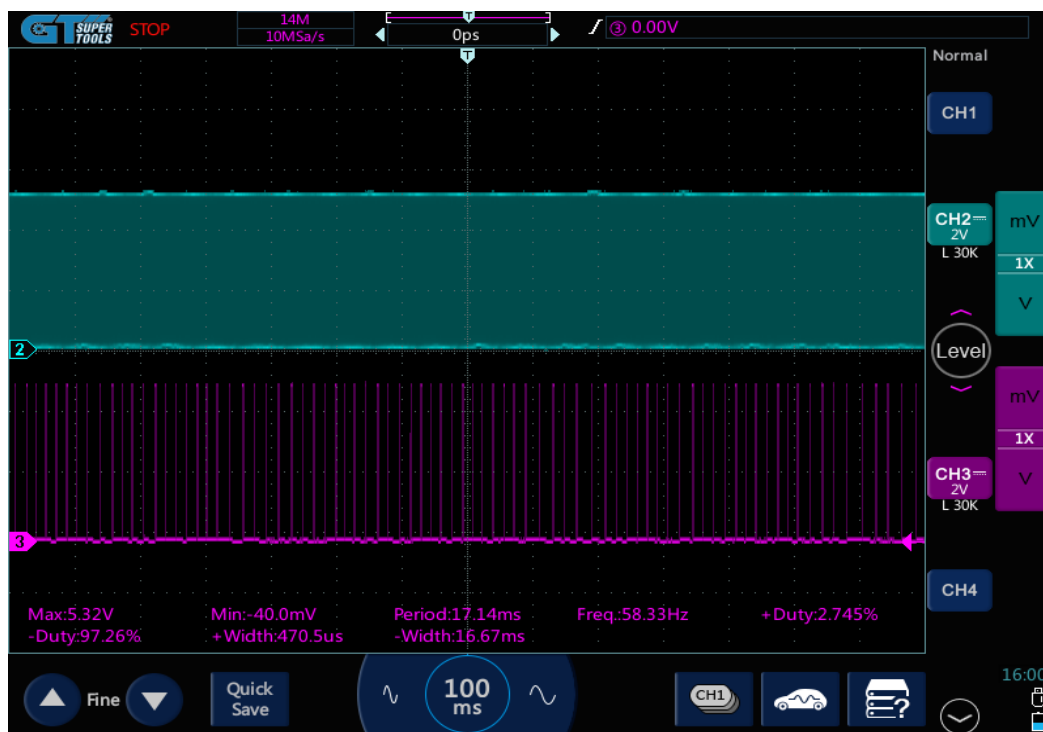 GT SUPER TOOLS
STOP
14M
10MSa/s
T
0ps
③ 0.00V
T
Normal
CH1
CH2
2V
L 30K
mV
1X
V
2
Level
mV
1X
V
CH3
2V
L 30K
3
CH4
Max:5.32V Min:-40.0mV Period:17.14ms Freq.:58.33Hz +Duty:2.745%
-Duty:97.26% +Width:470.5us -Width:16.67ms
Fine
Quick
Save
100
ms
CH1
?
16:00